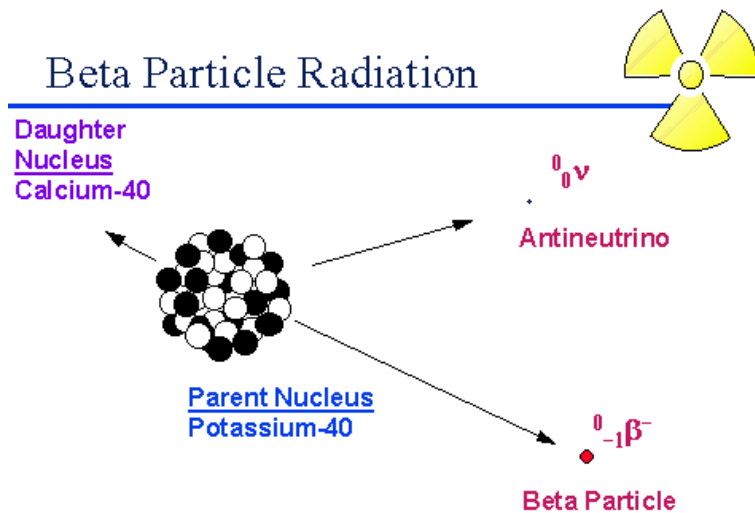 Beta Particle Radiation
Daughter
Nucleus
Calcium-40
⁰₀ν
Antineutrino
Parent Nucleus
Potassium-40
⁰₋₁β⁻
Beta Particle